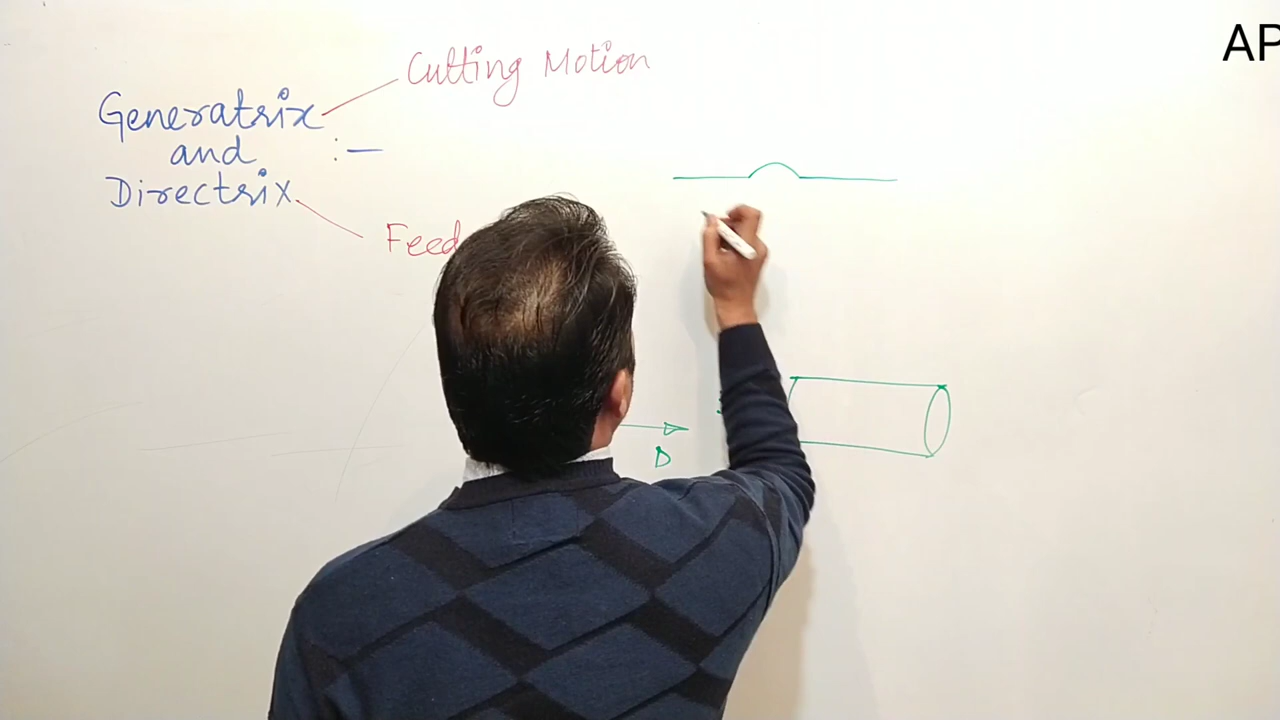 Cutting Motion
Generatrix
and :-
Directrix
Feed
D
AP